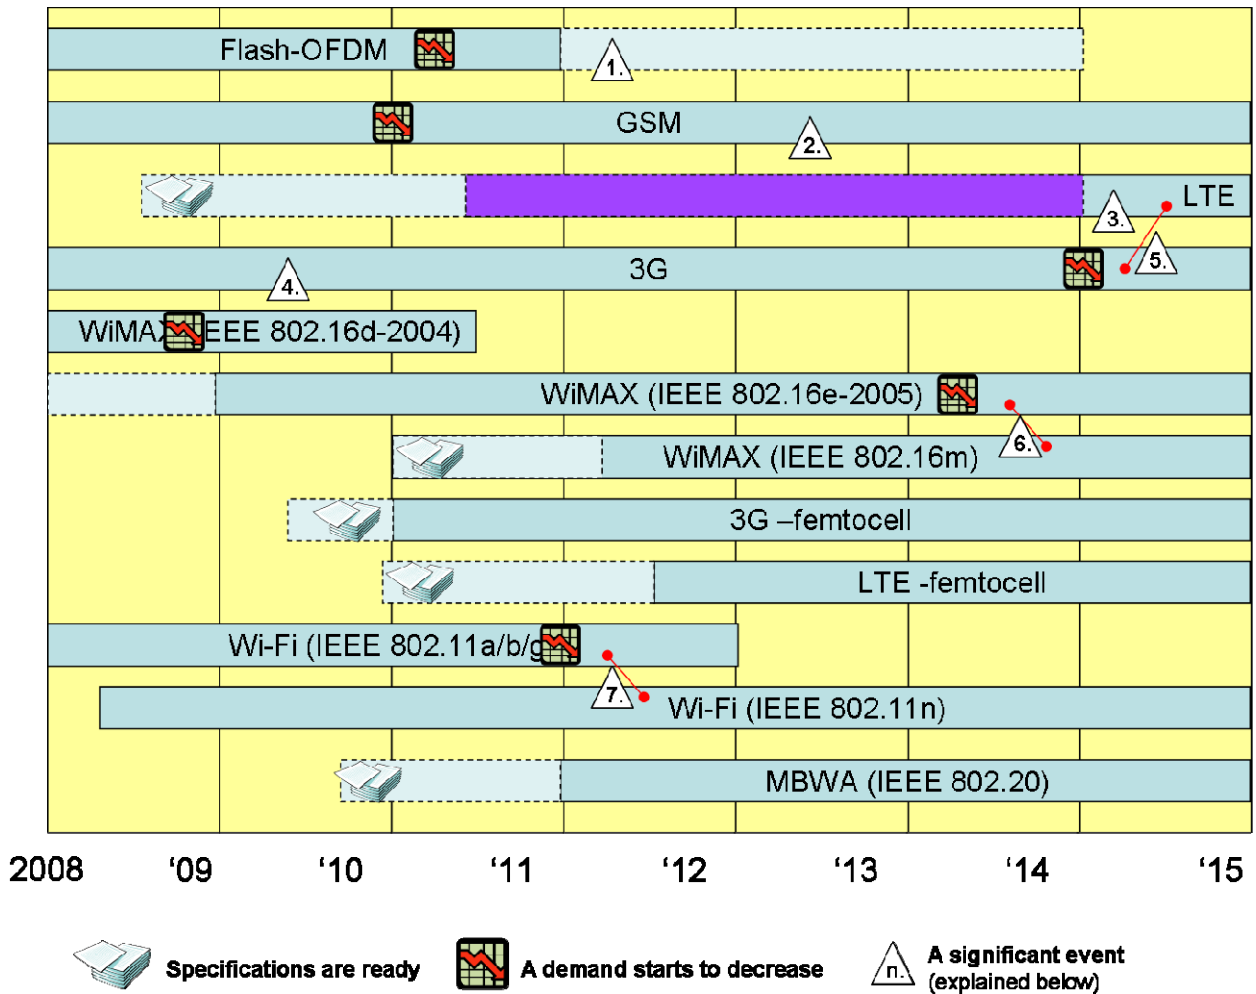 Flash-OFDM
1.
GSM
2.
LTE
3.
3G
5.
4.
WiMAX (IEEE 802.16d-2004)
WiMAX (IEEE 802.16e-2005)
6.
WiMAX (IEEE 802.16m)
3G –femtocell
LTE -femtocell
Wi-Fi (IEEE 802.11a/b/g
7.
Wi-Fi (IEEE 802.11n)
MBWA (IEEE 802.20)
2008 ‘09 ‘10 ‘11 ‘12 ‘13 ‘14 ‘15
Specifications are ready
A demand starts to decrease
n.
A significant event
(explained below)